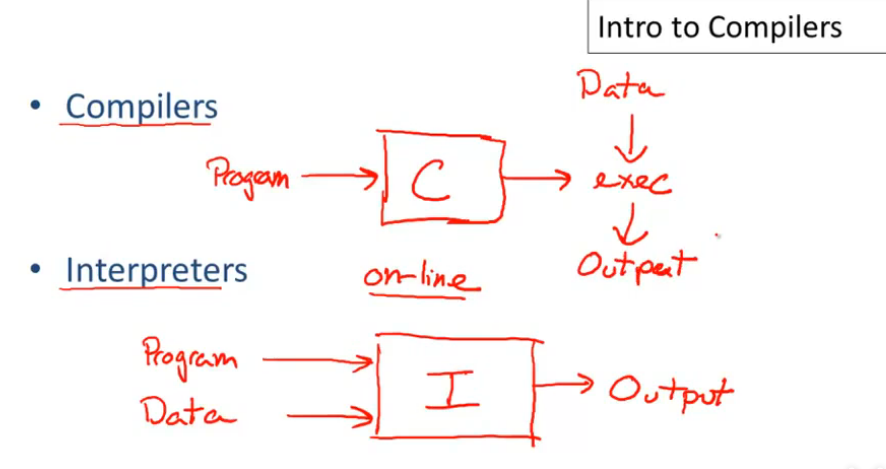 Intro to Compilers
• Compilers
Data
Program → C → exec
Output
• Interpreters
on-line
Program
I → Output
Data